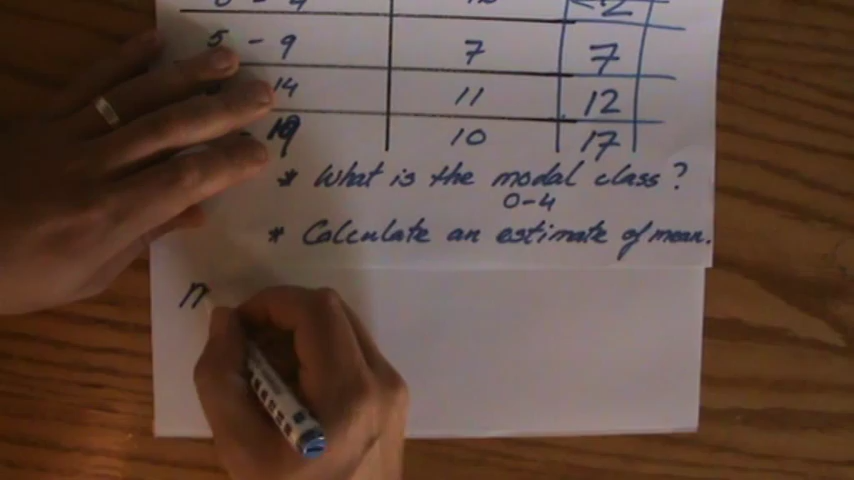 2
5 - 9 7 7
14 11 12
19 10 17
* What is the modal class?
0-4
* Calculate an estimate of mean.